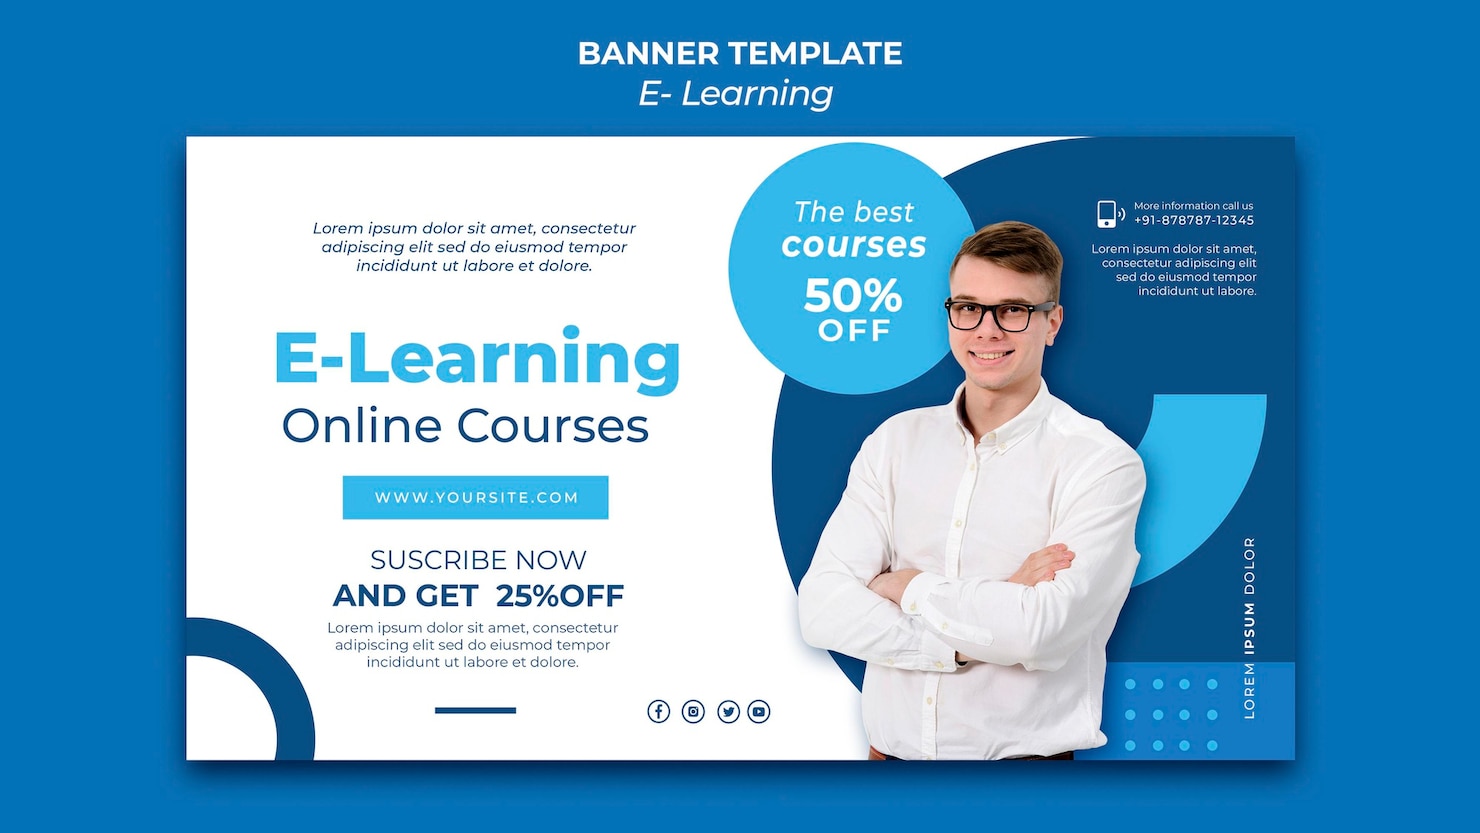 BANNER TEMPLATE
E- Learning
Lorem ipsum dolor sit amet, consectetur
adipiscing elit sed do eiusmod tempor
incididunt ut labore et dolore.
E-Learning
Online Courses
WWW.YOURSITE.COM
SUSCRIBE NOW
AND GET  25%OFF
Lorem ipsum dolor sit amet, consectetur
adipiscing elit sed do eiusmod tempor
incididunt ut labore et dolore.
The best
courses
50%
OFF
More information call us
+91-878787-12345
Lorem ipsum dolor sit amet,
consectetur adipiscing elit
sed do eiusmod tempor
incididunt ut labore.
LOREM IPSUM DOLOR